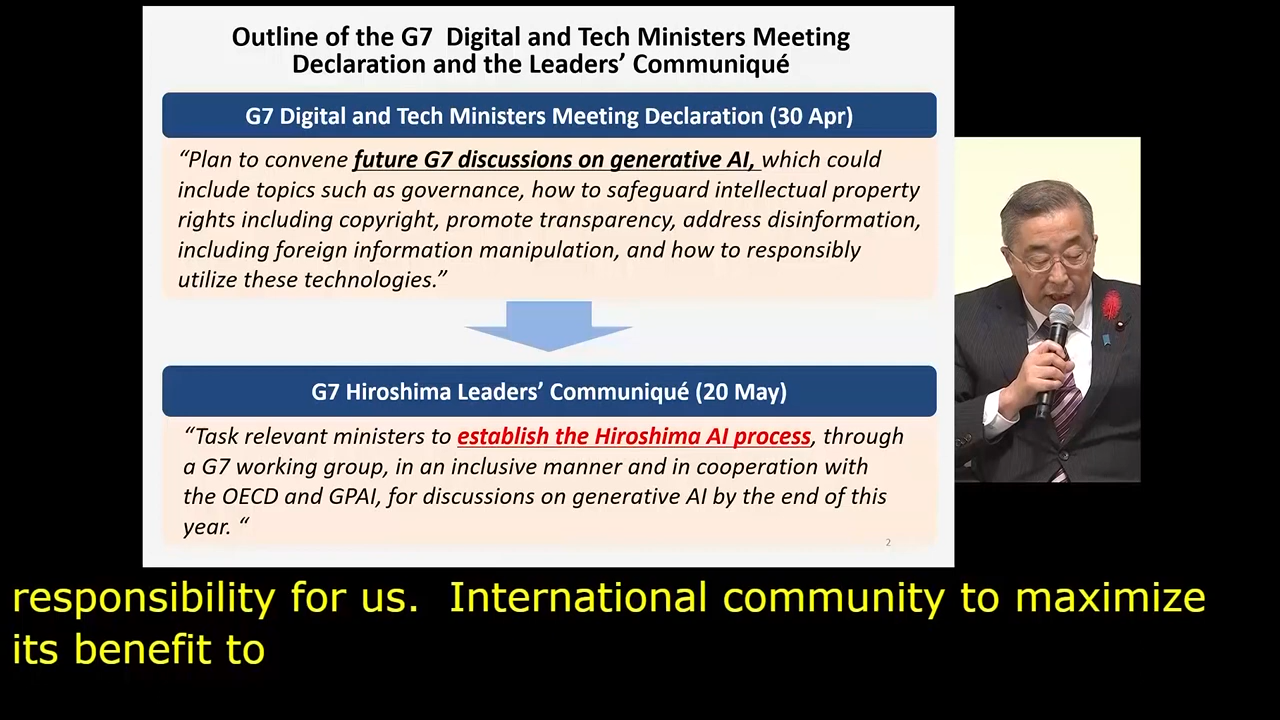 Outline of the G7  Digital and Tech Ministers Meeting
Declaration and the Leaders’ Communiqué
G7 Digital and Tech Ministers Meeting Declaration (30 Apr)
“Plan to convene future G7 discussions on generative AI, which could
include topics such as governance, how to safeguard intellectual property
rights including copyright, promote transparency, address disinformation,
including foreign information manipulation, and how to responsibly
utilize these technologies.”
G7 Hiroshima Leaders’ Communiqué (20 May)
“Task relevant ministers to establish the Hiroshima AI process, through
a G7 working group, in an inclusive manner and in cooperation with
the OECD and GPAI, for discussions on generative AI by the end of this
year. “
2
responsibility for us.  International community to maximize
its benefit to